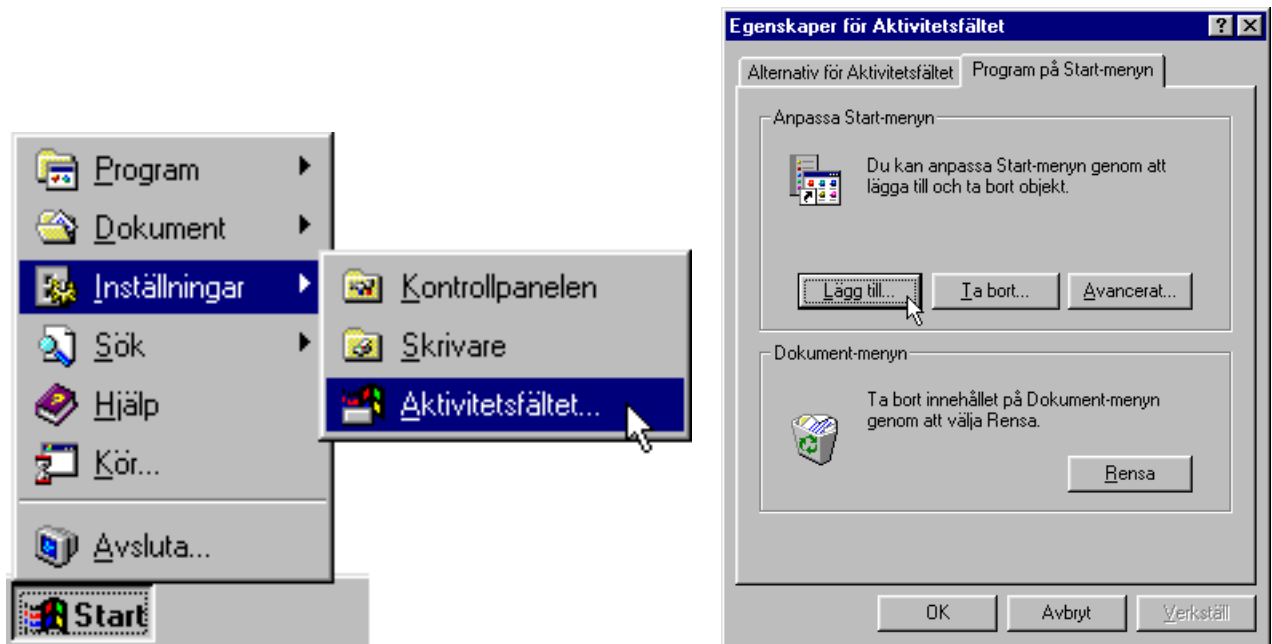 Program
Dokument
Inställningar
Sök
Hjälp
Kör...
Avsluta...
Start
Kontrollpanelen
Skrivare
Aktivitetsfältet...
Egenskaper för Aktivitetsfältet
Alternativ för Aktivitetsfältet Program på Start-menyn
Anpassa Start-menyn
Du kan anpassa Start-menyn genom att
lägga till och ta bort objekt.
Lägg till... Ta bort... Avancerat...
Dokument-menyn
Ta bort innehållet på Dokument-menyn
genom att välja Rensa.
Rensa
OK Avbryt Verkställ